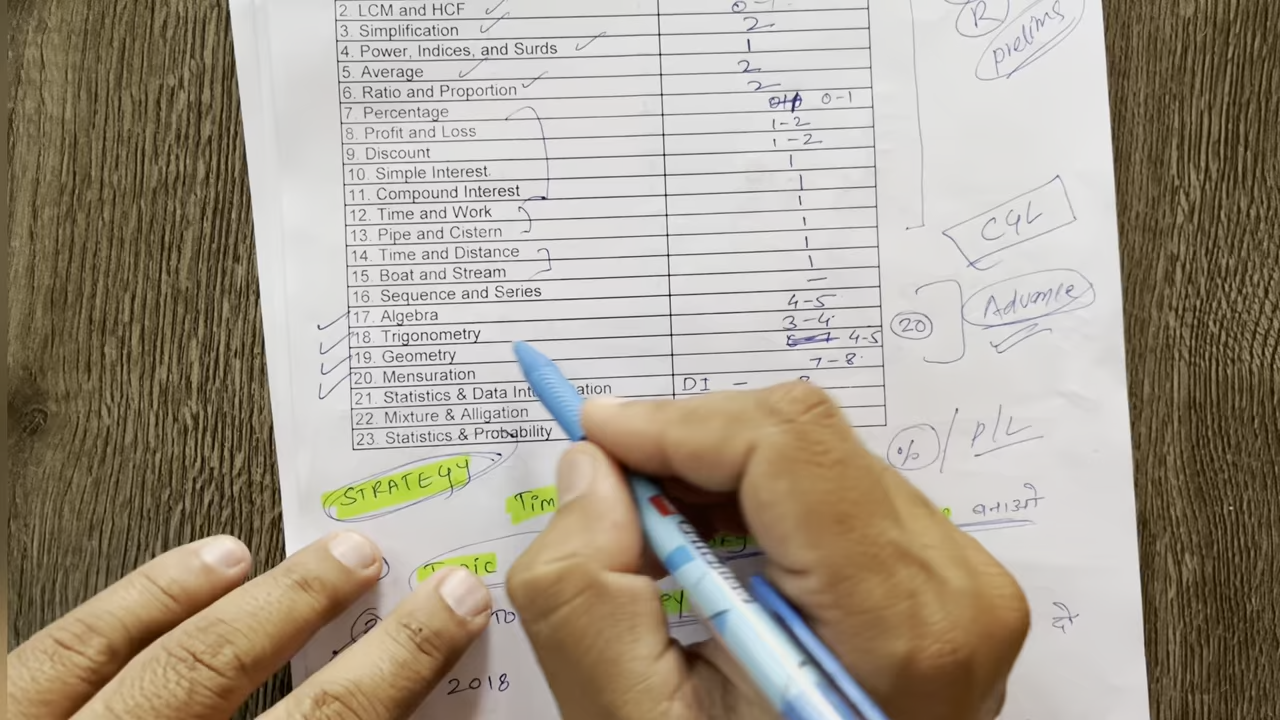 2. LCM and HCF
3. Simplification 2
4. Power, Indices, and Surds 1
5. Average 2
6. Ratio and Proportion 2
7. Percentage 0-1
8. Profit and Loss 1-2
9. Discount 1-2
10. Simple Interest. 1
11. Compound Interest 1
12. Time and Work 1
13. Pipe and Cistern 1
14. Time and Distance 1
15. Boat and Stream 1
16. Sequence and Series —
17. Algebra 4-5
18. Trigonometry 3-4
19. Geometry 4-5
20. Mensuration 7-8
21. Statistics & Data DI —
22. Mixture & Alligation
23. Statistics & Probability
R
prelims
CGL
20
Advance
% / P/L
STRATEGY
Tim
Topic
TO
दो
2018